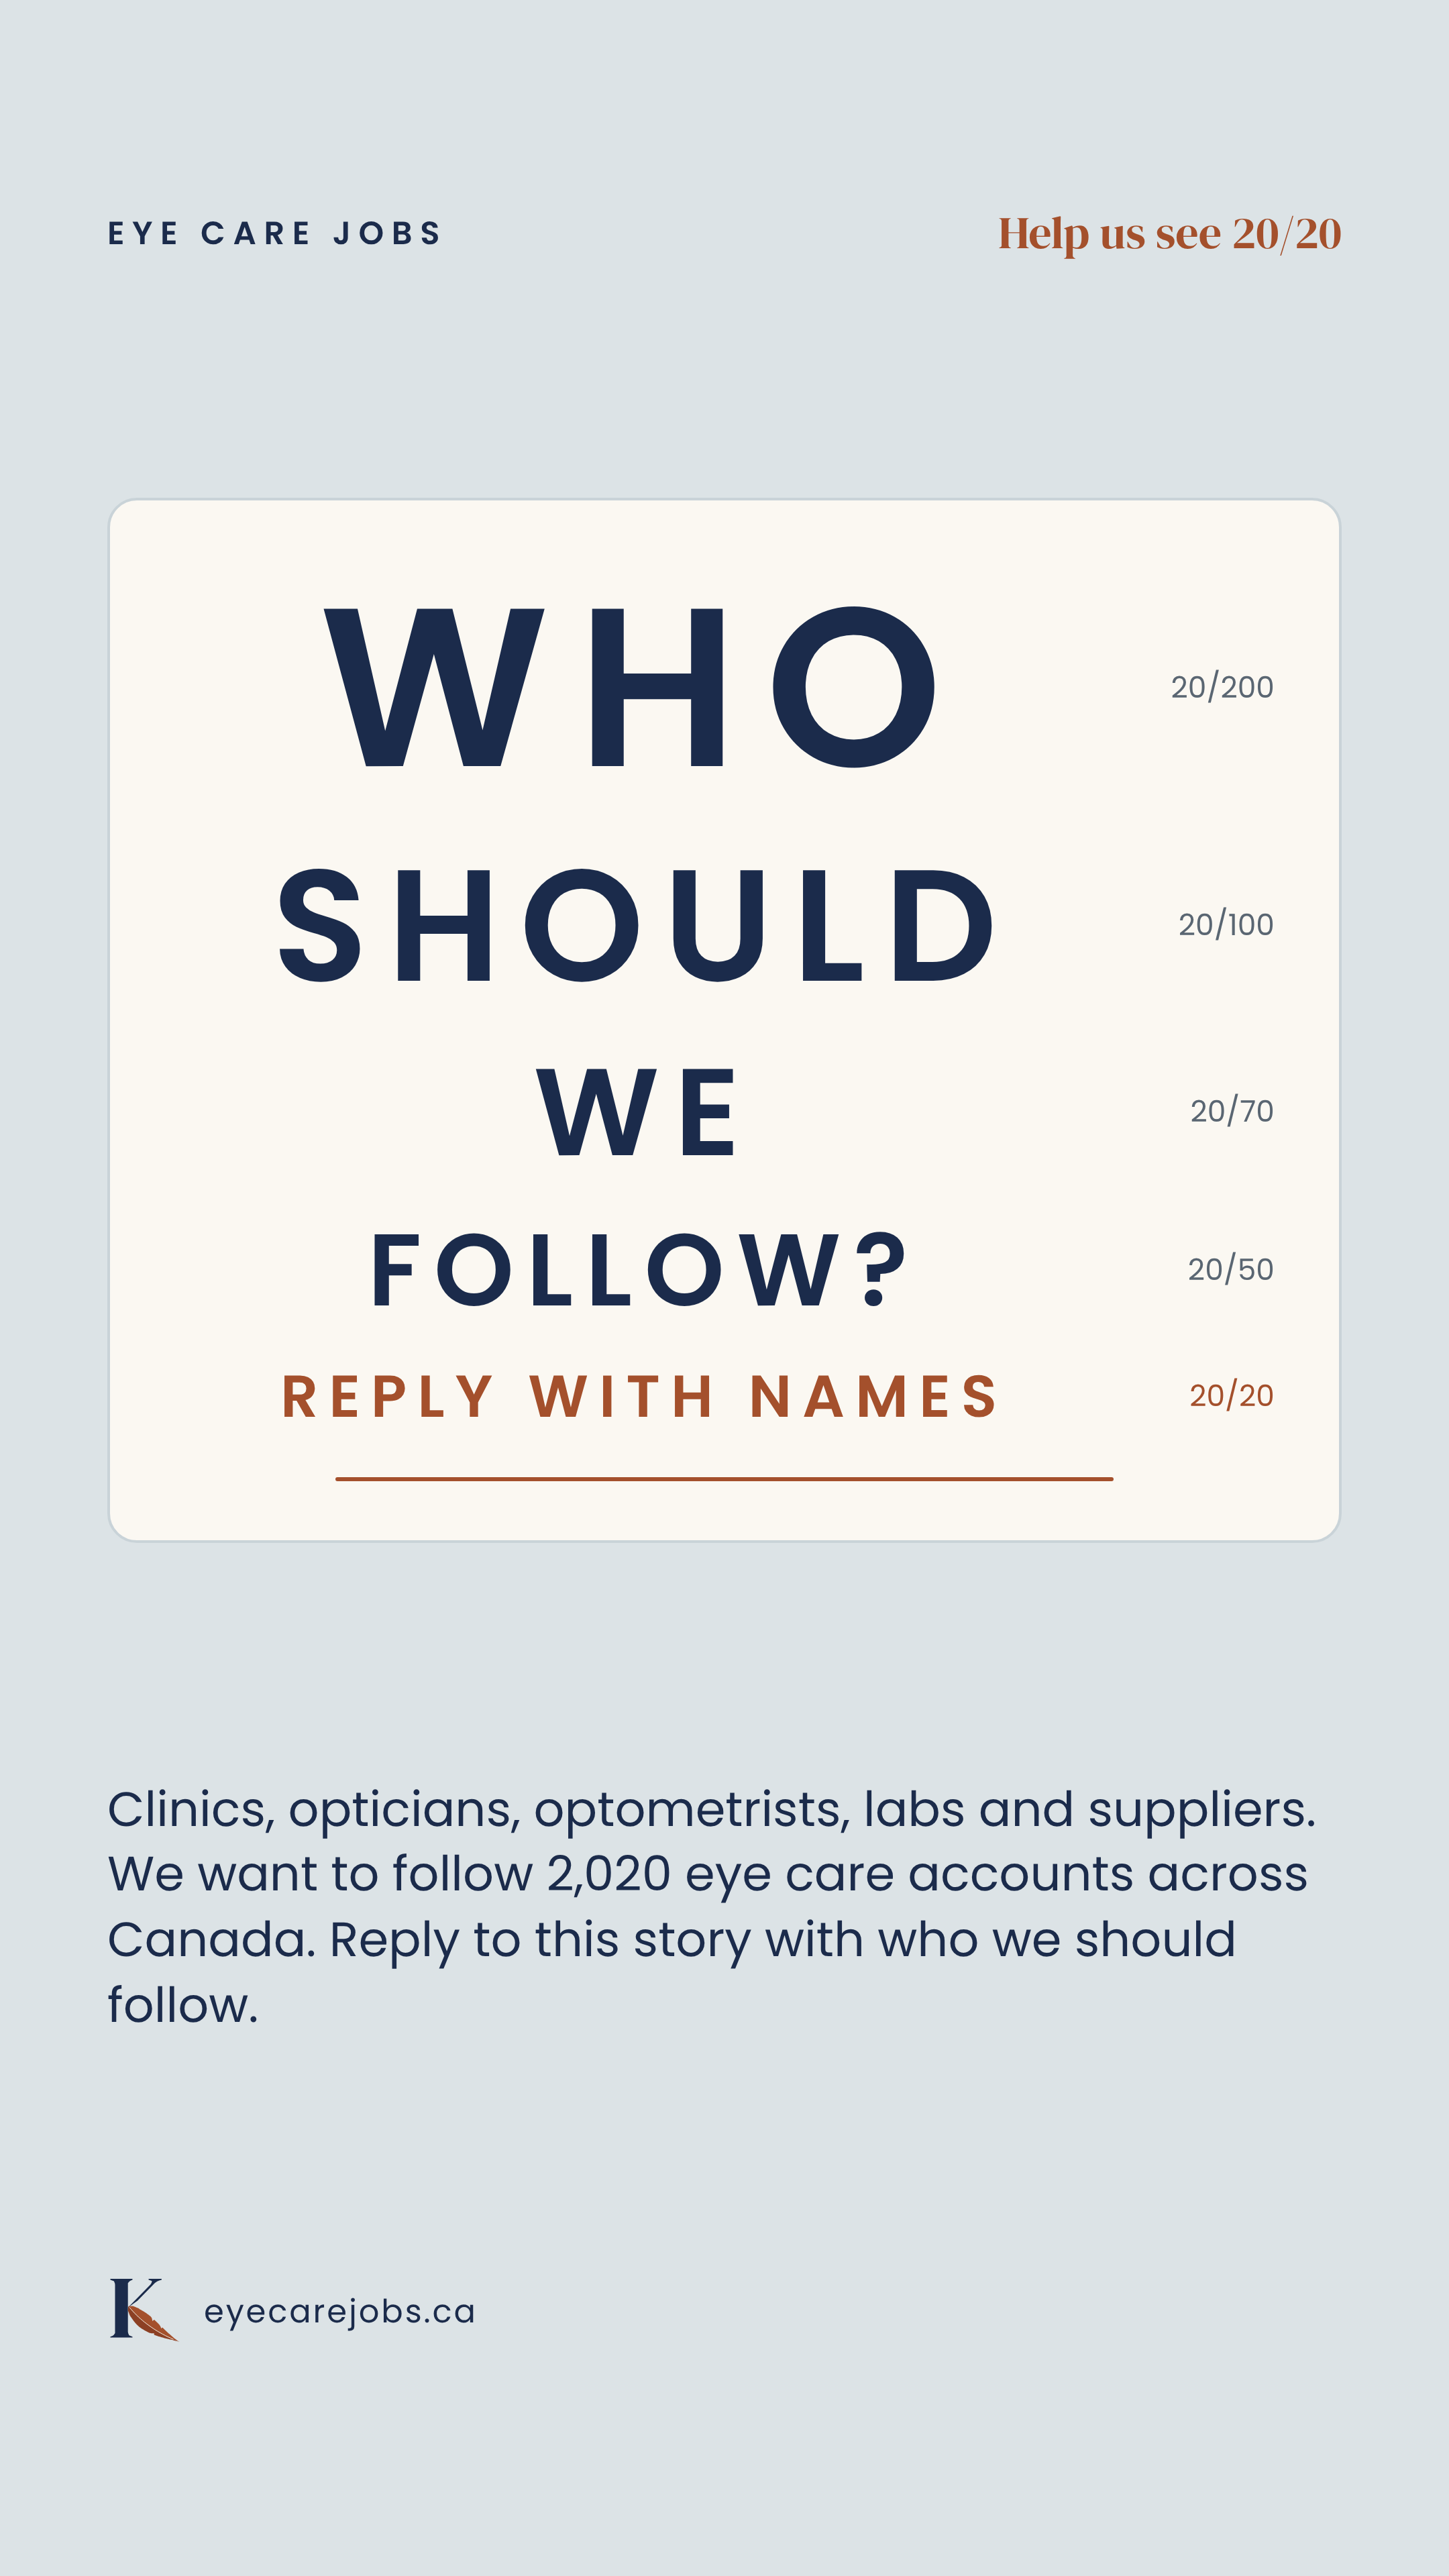 EYE CARE JOBS
Help us see 20/20
WHO 20/200
SHOULD 20/100
WE 20/70
FOLLOW? 20/50
REPLY WITH NAMES 20/20
Clinics, opticians, optometrists, labs and suppliers.
We want to follow 2,020 eye care accounts across
Canada. Reply to this story with who we should
follow.
K eyecarejobs.ca